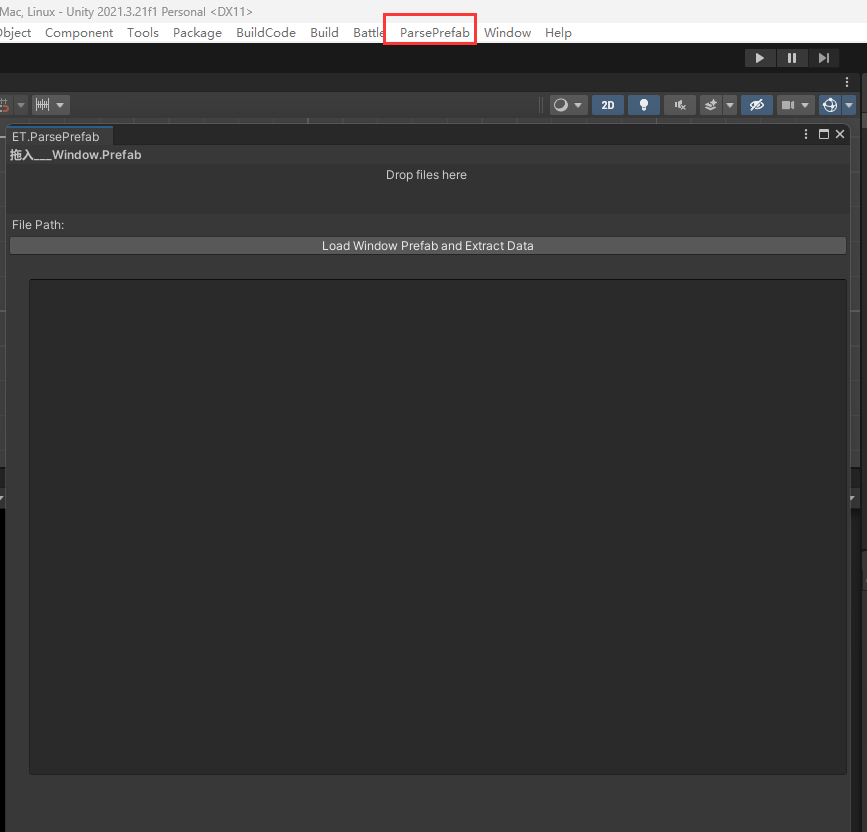 Mac, Linux - Unity 2021.3.21f1 Personal <DX11>
Object Component Tools Package BuildCode Build Battle ParsePrefab Window Help
2D
ET.ParsePrefab
拖入___Window.Prefab
Drop files here
File Path:
Load Window Prefab and Extract Data